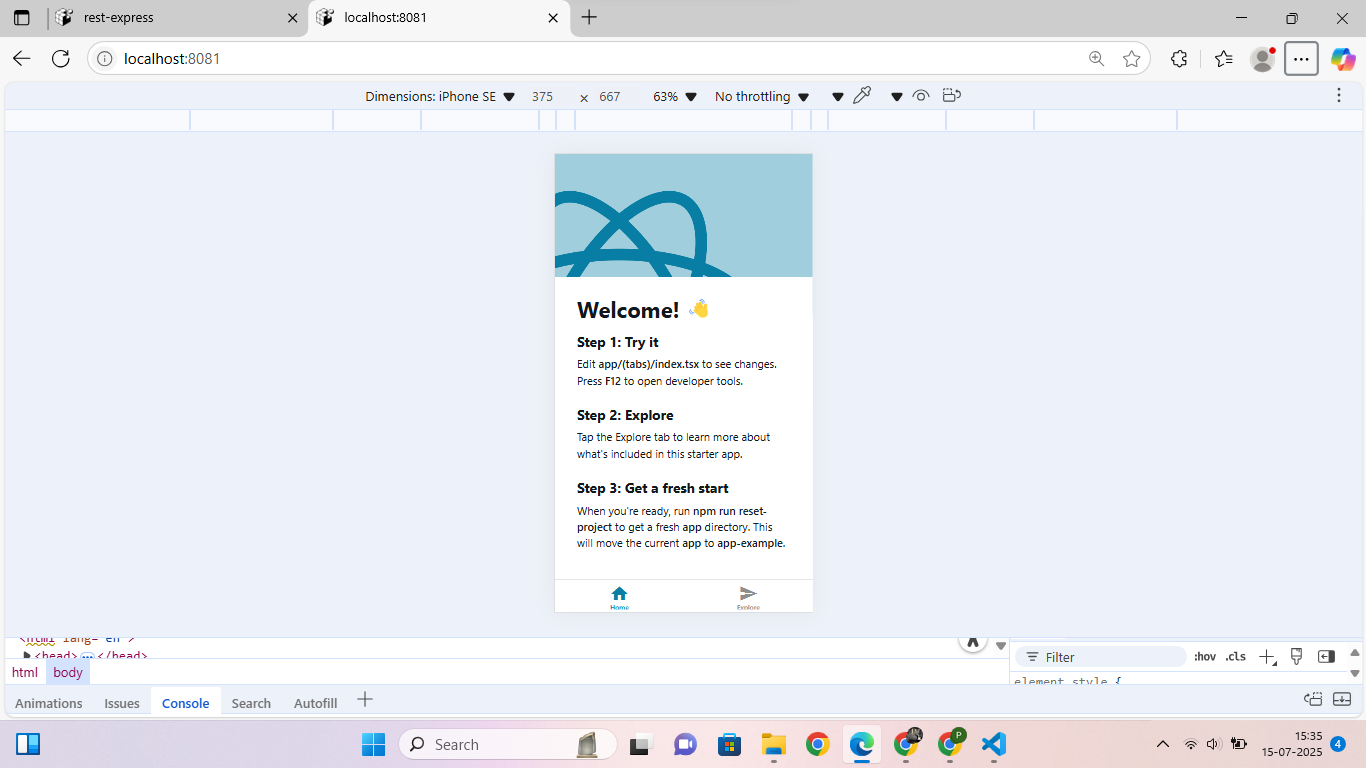 rest-express
localhost:8081
localhost:8081
Dimensions: iPhone SE 375 × 667 63% No throttling
Welcome! 👋
Step 1: Try it
Edit app/(tabs)/index.tsx to see changes.
Press F12 to open developer tools.
Step 2: Explore
Tap the Explore tab to learn more about
what's included in this starter app.
Step 3: Get a fresh start
When you're ready, run npm run reset-
project to get a fresh app directory. This
will move the current app to app-example.
Home Explore
<html lang="en">
<head>…</head>
Filter :hov .cls
html body
element.style {
Animations Issues Console Search Autofill
Search
P
15:35
15-07-2025 4